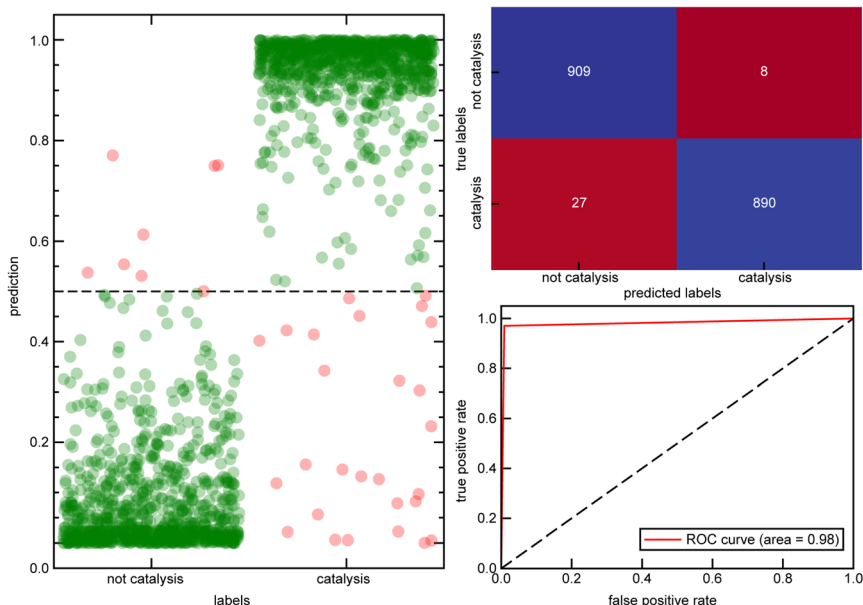 1.0
0.8
0.6
0.4
0.2
0.0
prediction
not catalysis
catalysis
labels
909
8
27
890
not catalysis
catalysis
true labels
not catalysis
catalysis
predicted labels
1.0
0.8
0.6
0.4
0.2
0.0
true positive rate
ROC curve (area = 0.98)
0.0 0.2 0.4 0.6 0.8 1.0
false positive rate